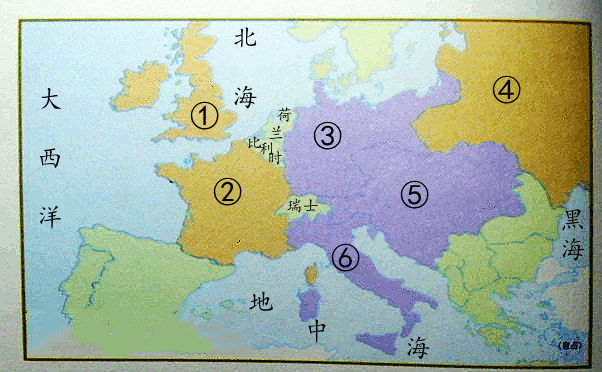 北海
大西洋
①
②
③
④
⑤
⑥
荷兰
比利时
瑞士
黑海
地中海